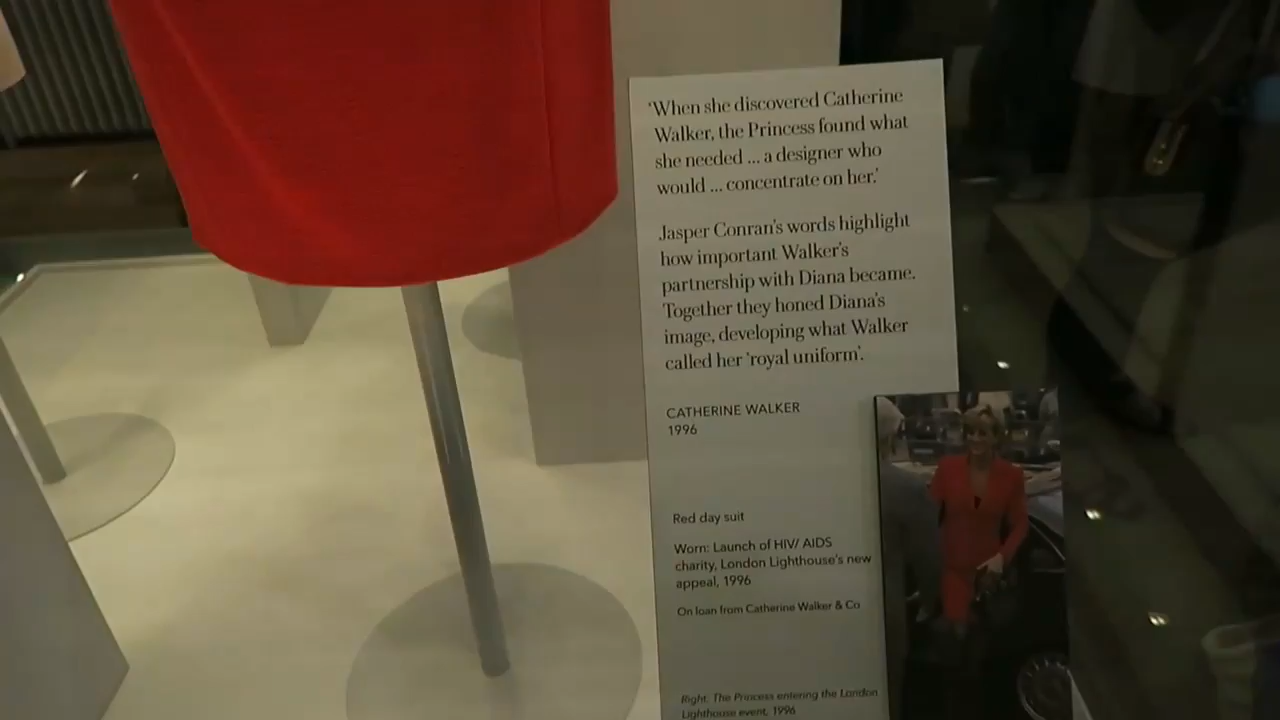 ‘When she discovered Catherine
Walker, the Princess found what
she needed ... a designer who
would ... concentrate on her.’
Jasper Conran’s words highlight
how important Walker’s
partnership with Diana became.
Together they honed Diana’s
image, developing what Walker
called her ‘royal uniform’.
CATHERINE WALKER
1996
Red day suit
Worn: Launch of HIV/ AIDS
charity, London Lighthouse’s new
appeal, 1996
On loan from Catherine Walker & Co
Right: The Princess entering the London
Lighthouse event, 1996